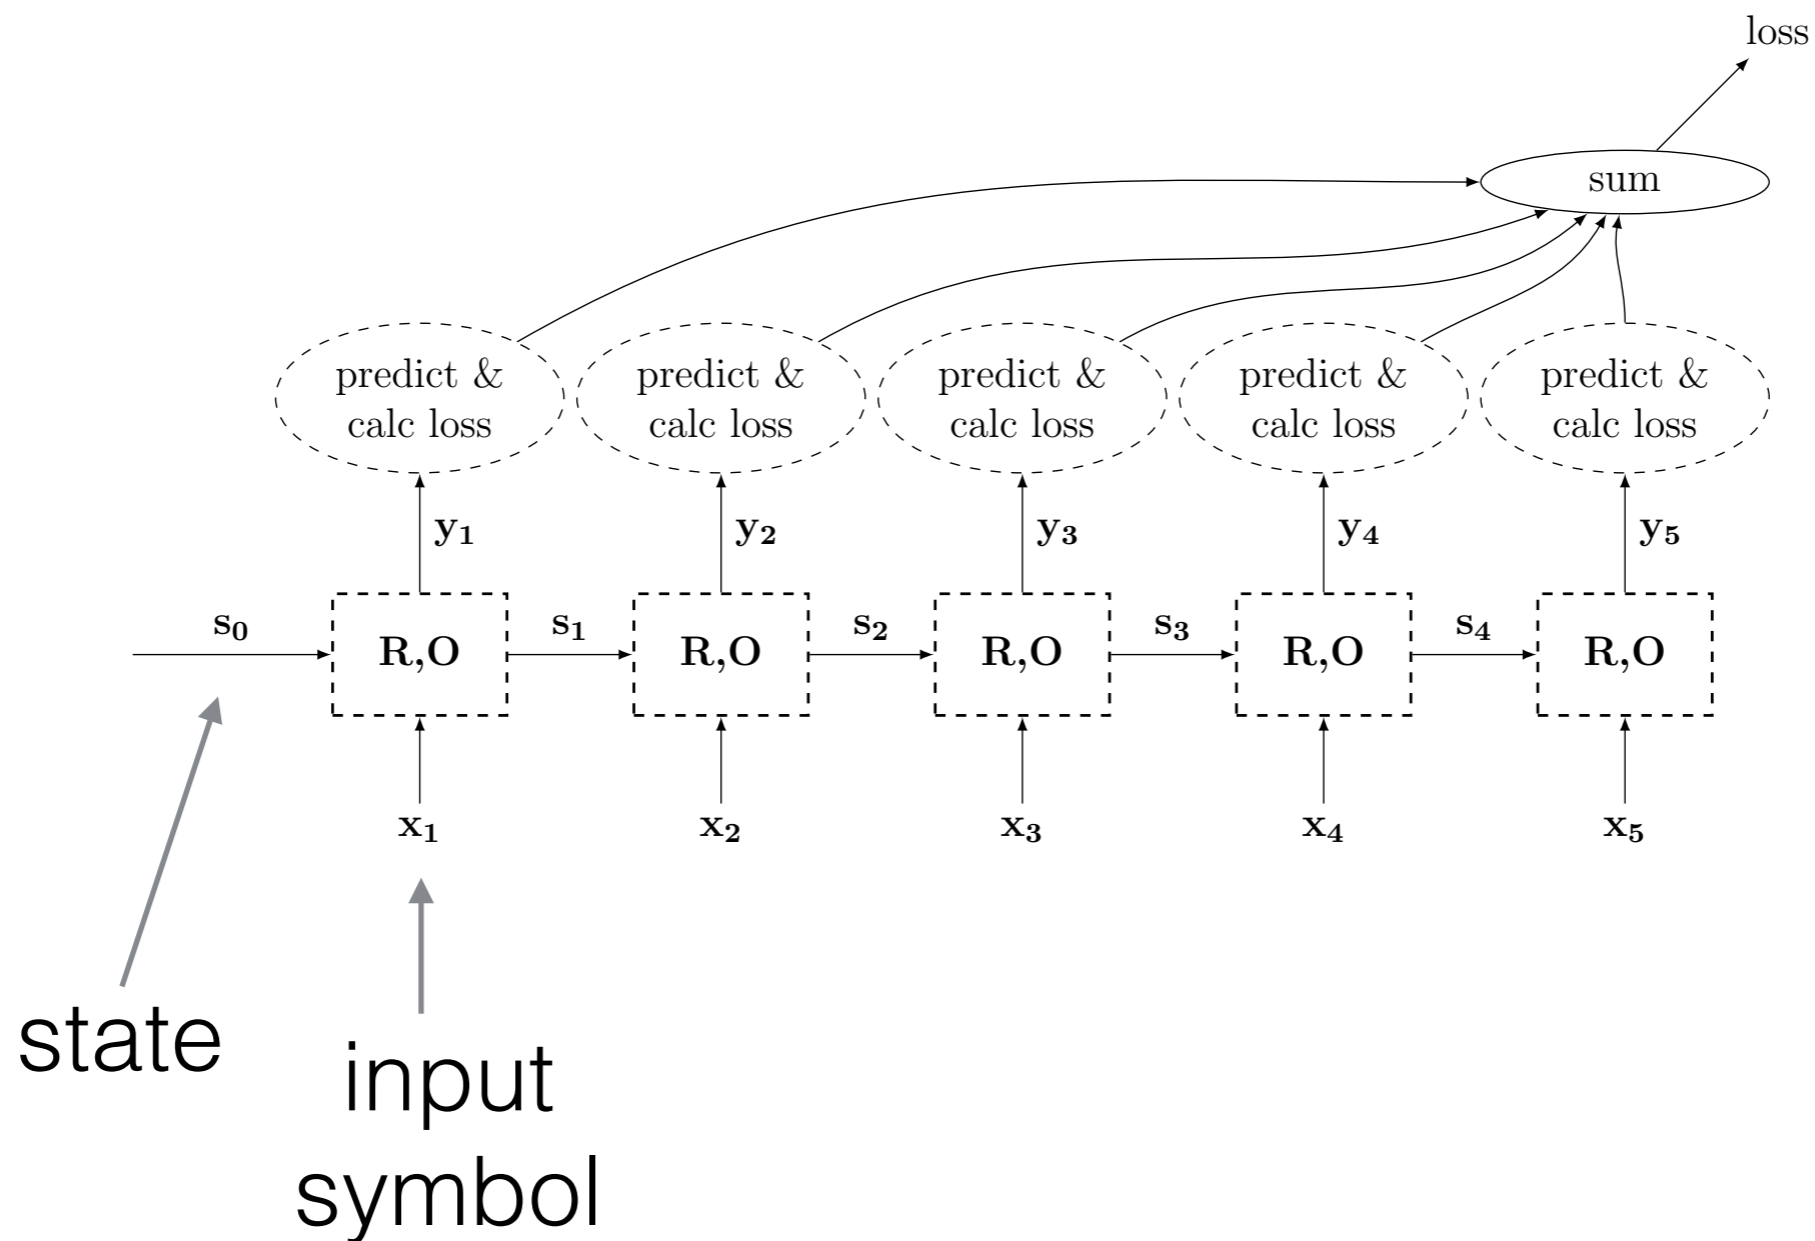 loss
sum
predict & predict & predict & predict & predict &
calc loss calc loss calc loss calc loss calc loss
y₁ y₂ y₃ y₄ y₅
s₀ s₁ s₂ s₃ s₄
R,O R,O R,O R,O R,O
x₁ x₂ x₃ x₄ x₅
state
input
symbol